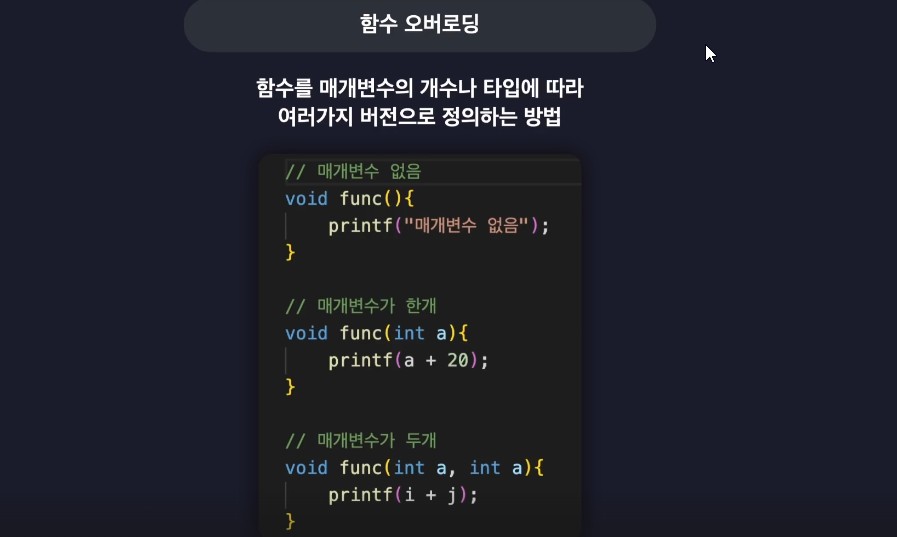 함수 오버로딩
함수를 매개변수의 개수나 타입에 따라
여러가지 버전으로 정의하는 방법
// 매개변수 없음
void func(){
printf("매개변수 없음");
}
// 매개변수가 한개
void func(int a){
printf(a + 20);
}
// 매개변수가 두개
void func(int a, int a){
printf(i + j);
}